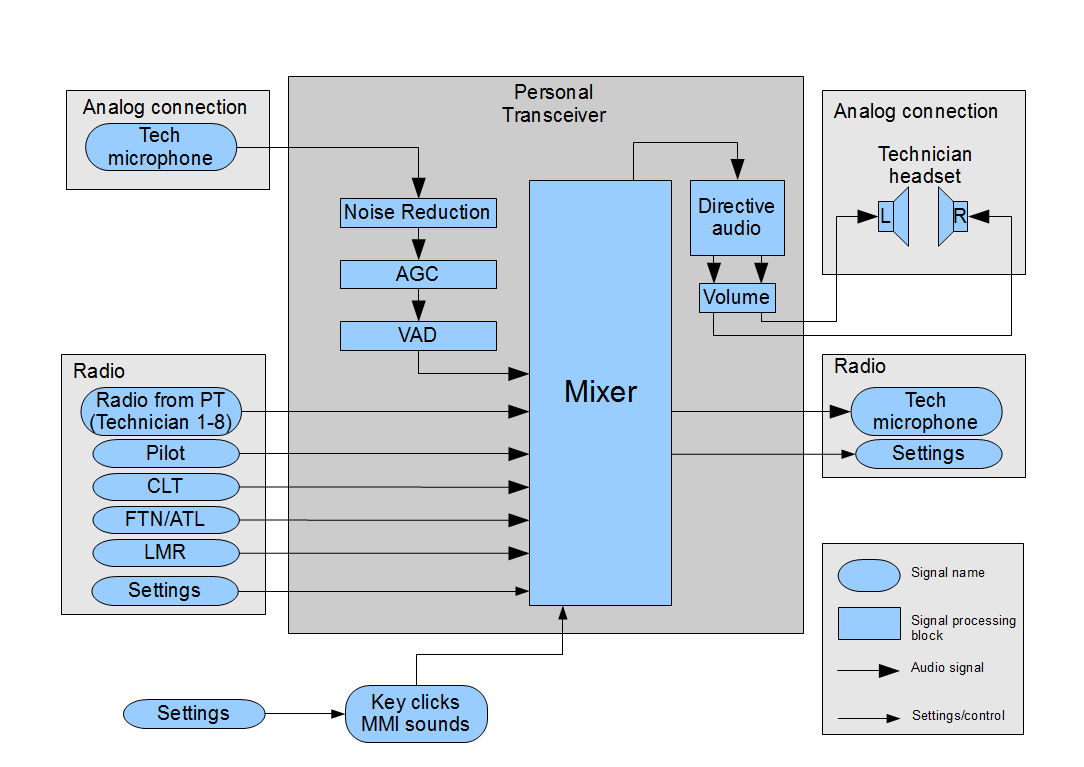 Personal
Transceiver
Analog connection
Tech
microphone
Noise Reduction
AGC
VAD
Mixer
Directive
audio
Volume
Analog connection
Technician
headset
L
R
Radio
Radio from PT
(Technician 1-8)
Pilot
CLT
FTN/ATL
LMR
Settings
Radio
Tech
microphone
Settings
Settings
Key clicks
MMI sounds
Signal name
Signal processing
block
Audio signal
Settings/control